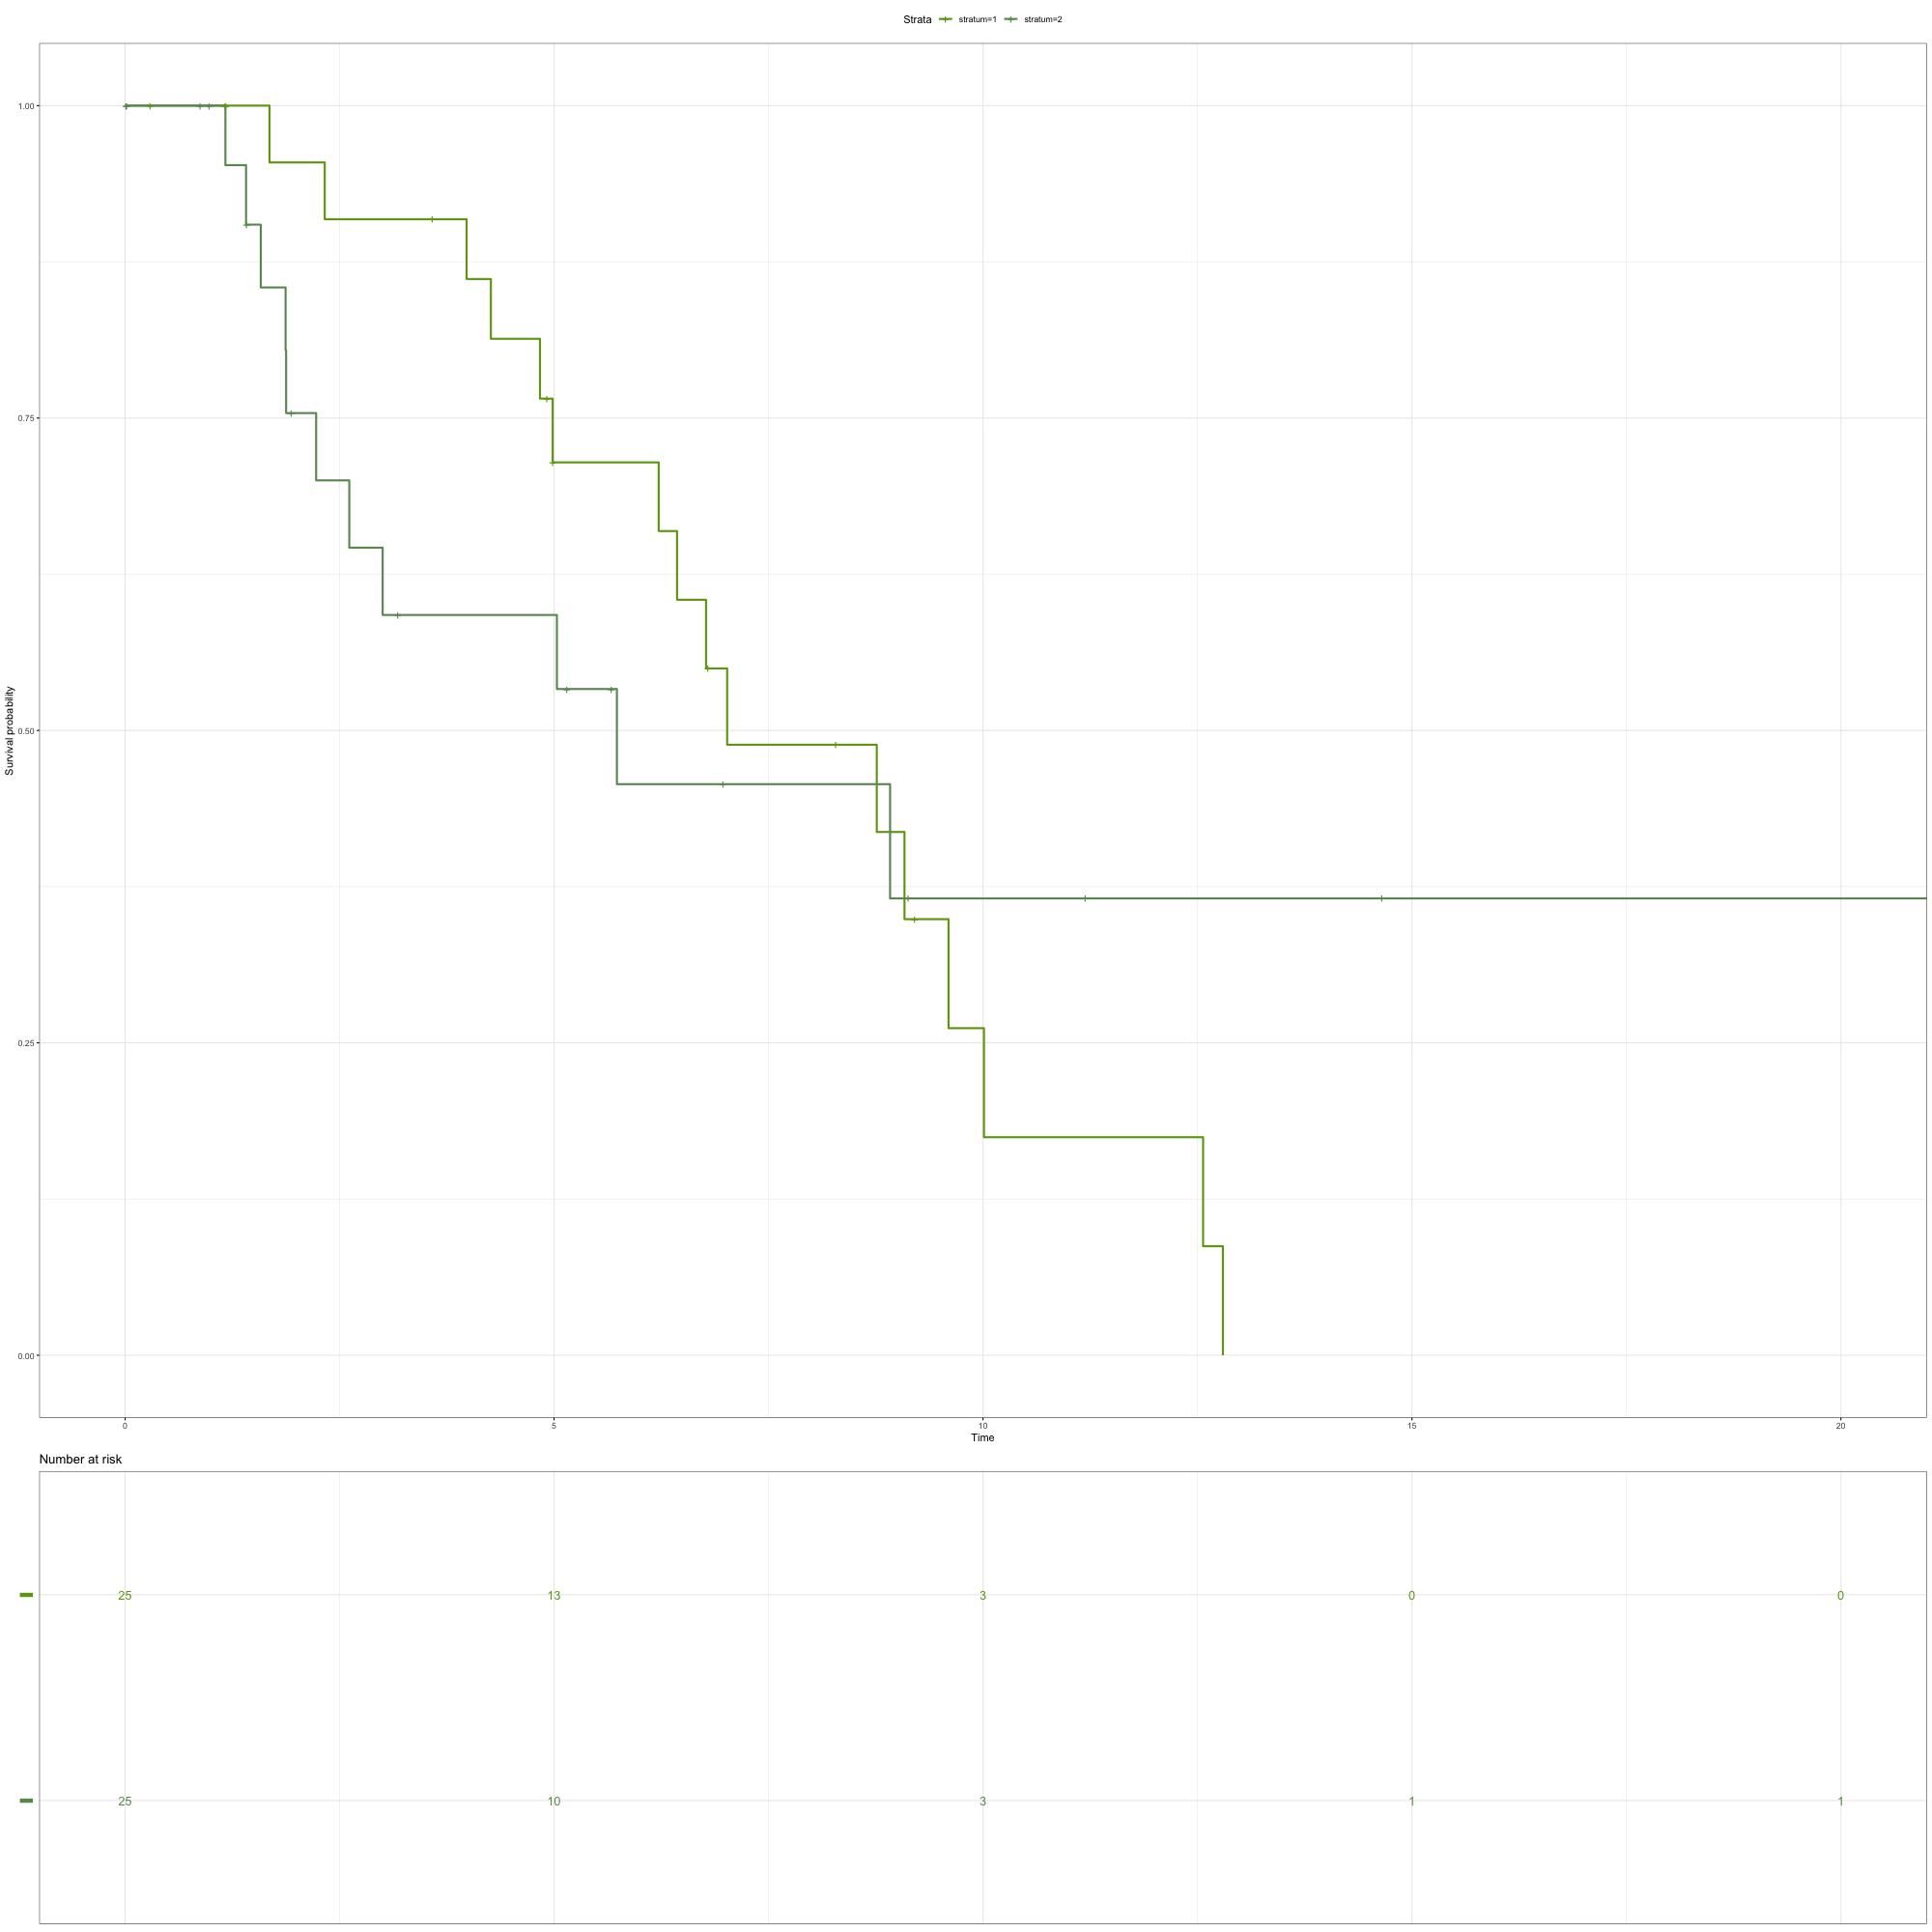 Strata stratum=1 stratum=2
1.00
0.75
0.50
0.25
0.00
Survival probability
0 5 10 15 20
Time
Number at risk
25 13 3 0 0
25 10 3 1 1